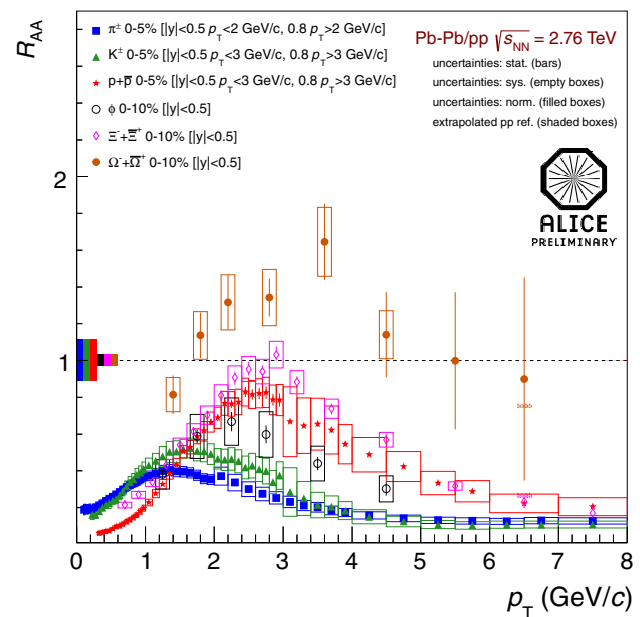 R_AA
π± 0-5% [|y|<0.5 p_T<2 GeV/c, 0.8 p_T>2 GeV/c]
K± 0-5% [|y|<0.5 p_T<3 GeV/c, 0.8 p_T>3 GeV/c]
p+p̅ 0-5% [|y|<0.5 p_T<3 GeV/c, 0.8 p_T>3 GeV/c]
ϕ 0-10% [|y|<0.5]
Ξ⁻+Ξ̅⁺ 0-10% [|y|<0.5]
Ω⁻+Ω̅⁺ 0-10% [|y|<0.5]
Pb-Pb/pp √s_NN = 2.76 TeV
uncertainties: stat. (bars)
uncertainties: sys. (empty boxes)
uncertainties: norm. (filled boxes)
extrapolated pp ref. (shaded boxes)
ALICE
PRELIMINARY
2
1
0 1 2 3 4 5 6 7 8
p_T (GeV/c)